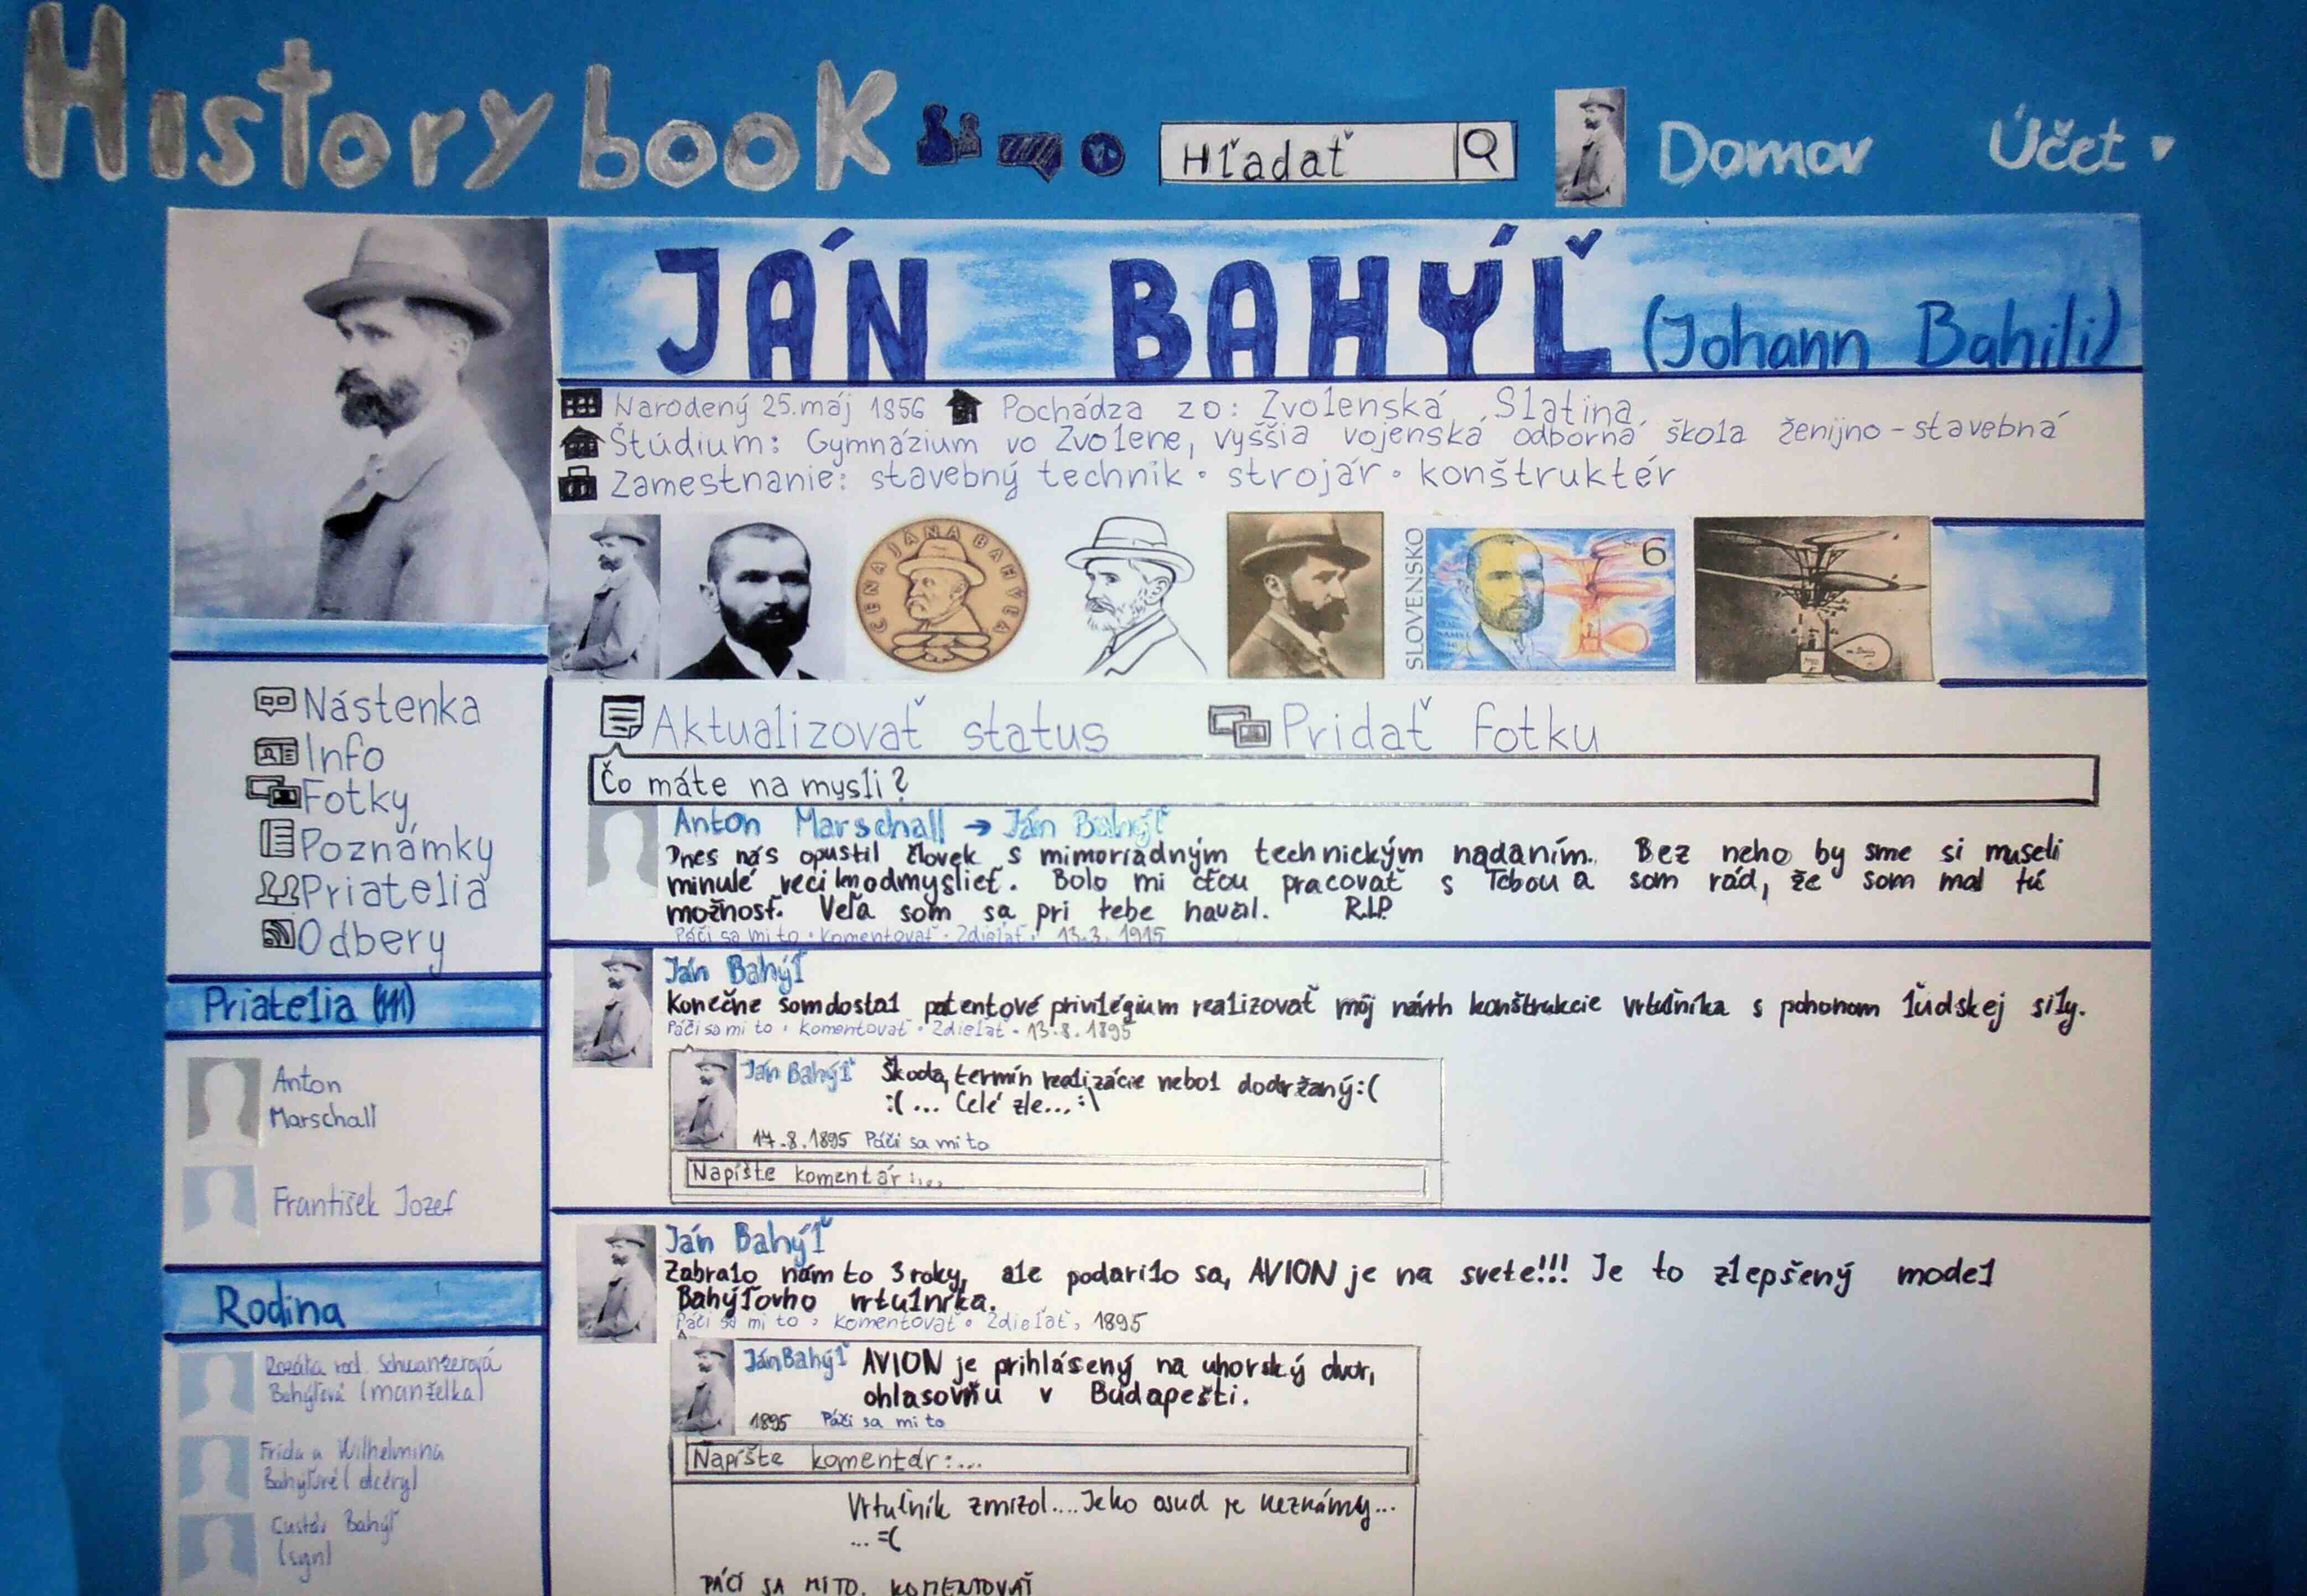 History book
Hľadať
Domov
Účet
JÁN BAHÝĽ (Johann Bahili)
Narodený 25.máj 1856 Pochádza zo: Zvolenská Slatina
Štúdium: Gymnázium vo Zvolene, vyššia vojenská odborná škola ženijno-stavebná
Zamestnanie: stavebný technik · strojár · konštruktér
CENA JÁNA BAHÝĽA
SLOVENSKO
6
Nástenka
Info
Fotky
Poznámky
Priatelia
Odbery
Priatelia
Anton
Marschall
František Jozef
Rodina
Rozália rod. Schwanzerová
Bahýľová (manželka)
Frida a Wilhelmina
Bahýľové (dcéry)
Gustáv Bahýľ
(syn)
Aktualizovať status
Pridať fotku
Čo máte na mysli?
Anton Marschall → Ján Bahýľ
Dnes nás opustil človek s mimoriadným technickým nadaním. Bez neho by sme si museli
minulé veci odmyslieť. Bolo mi cťou pracovať s Tebou a som rád, že som mal tú
možnosť. Veľa som sa pri tebe naučil. R.I.P.
Páči sa mi to · Komentovať · Zdieľať · 13.3. 1915
Ján Bahýľ
Konečne som dostal patentové privilégium realizovať môj návrh konštrukcie vrtuľníka s pohonom ľudskej sily.
Páči sa mi to · Komentovať · Zdieľať · 13.8.1895
Ján Bahýľ Škoda, termín realizácie nebol dodržaný:(
:(... Celé zle...:\
14.8.1895 Páči sa mi to
Napíšte komentár:...
Ján Bahýľ
Zabralo nám to 3 roky, ale podarilo sa, AVION je na svete!!! Je to zlepšený model
Bahýľovho vrtulníka.
Páči sa mi to · Komentovať · Zdieľať · 1895
Ján Bahýľ AVION je prihlásený na uhorský dvor,
ohlasovňu v Budapešti.
1895 Páči sa mi to
Napíšte komentár:...
Vrtuľník zmizol.... Jeho osud je neznámy...
... =(
PÁČI SA MI TO. KOMENTOVAŤ